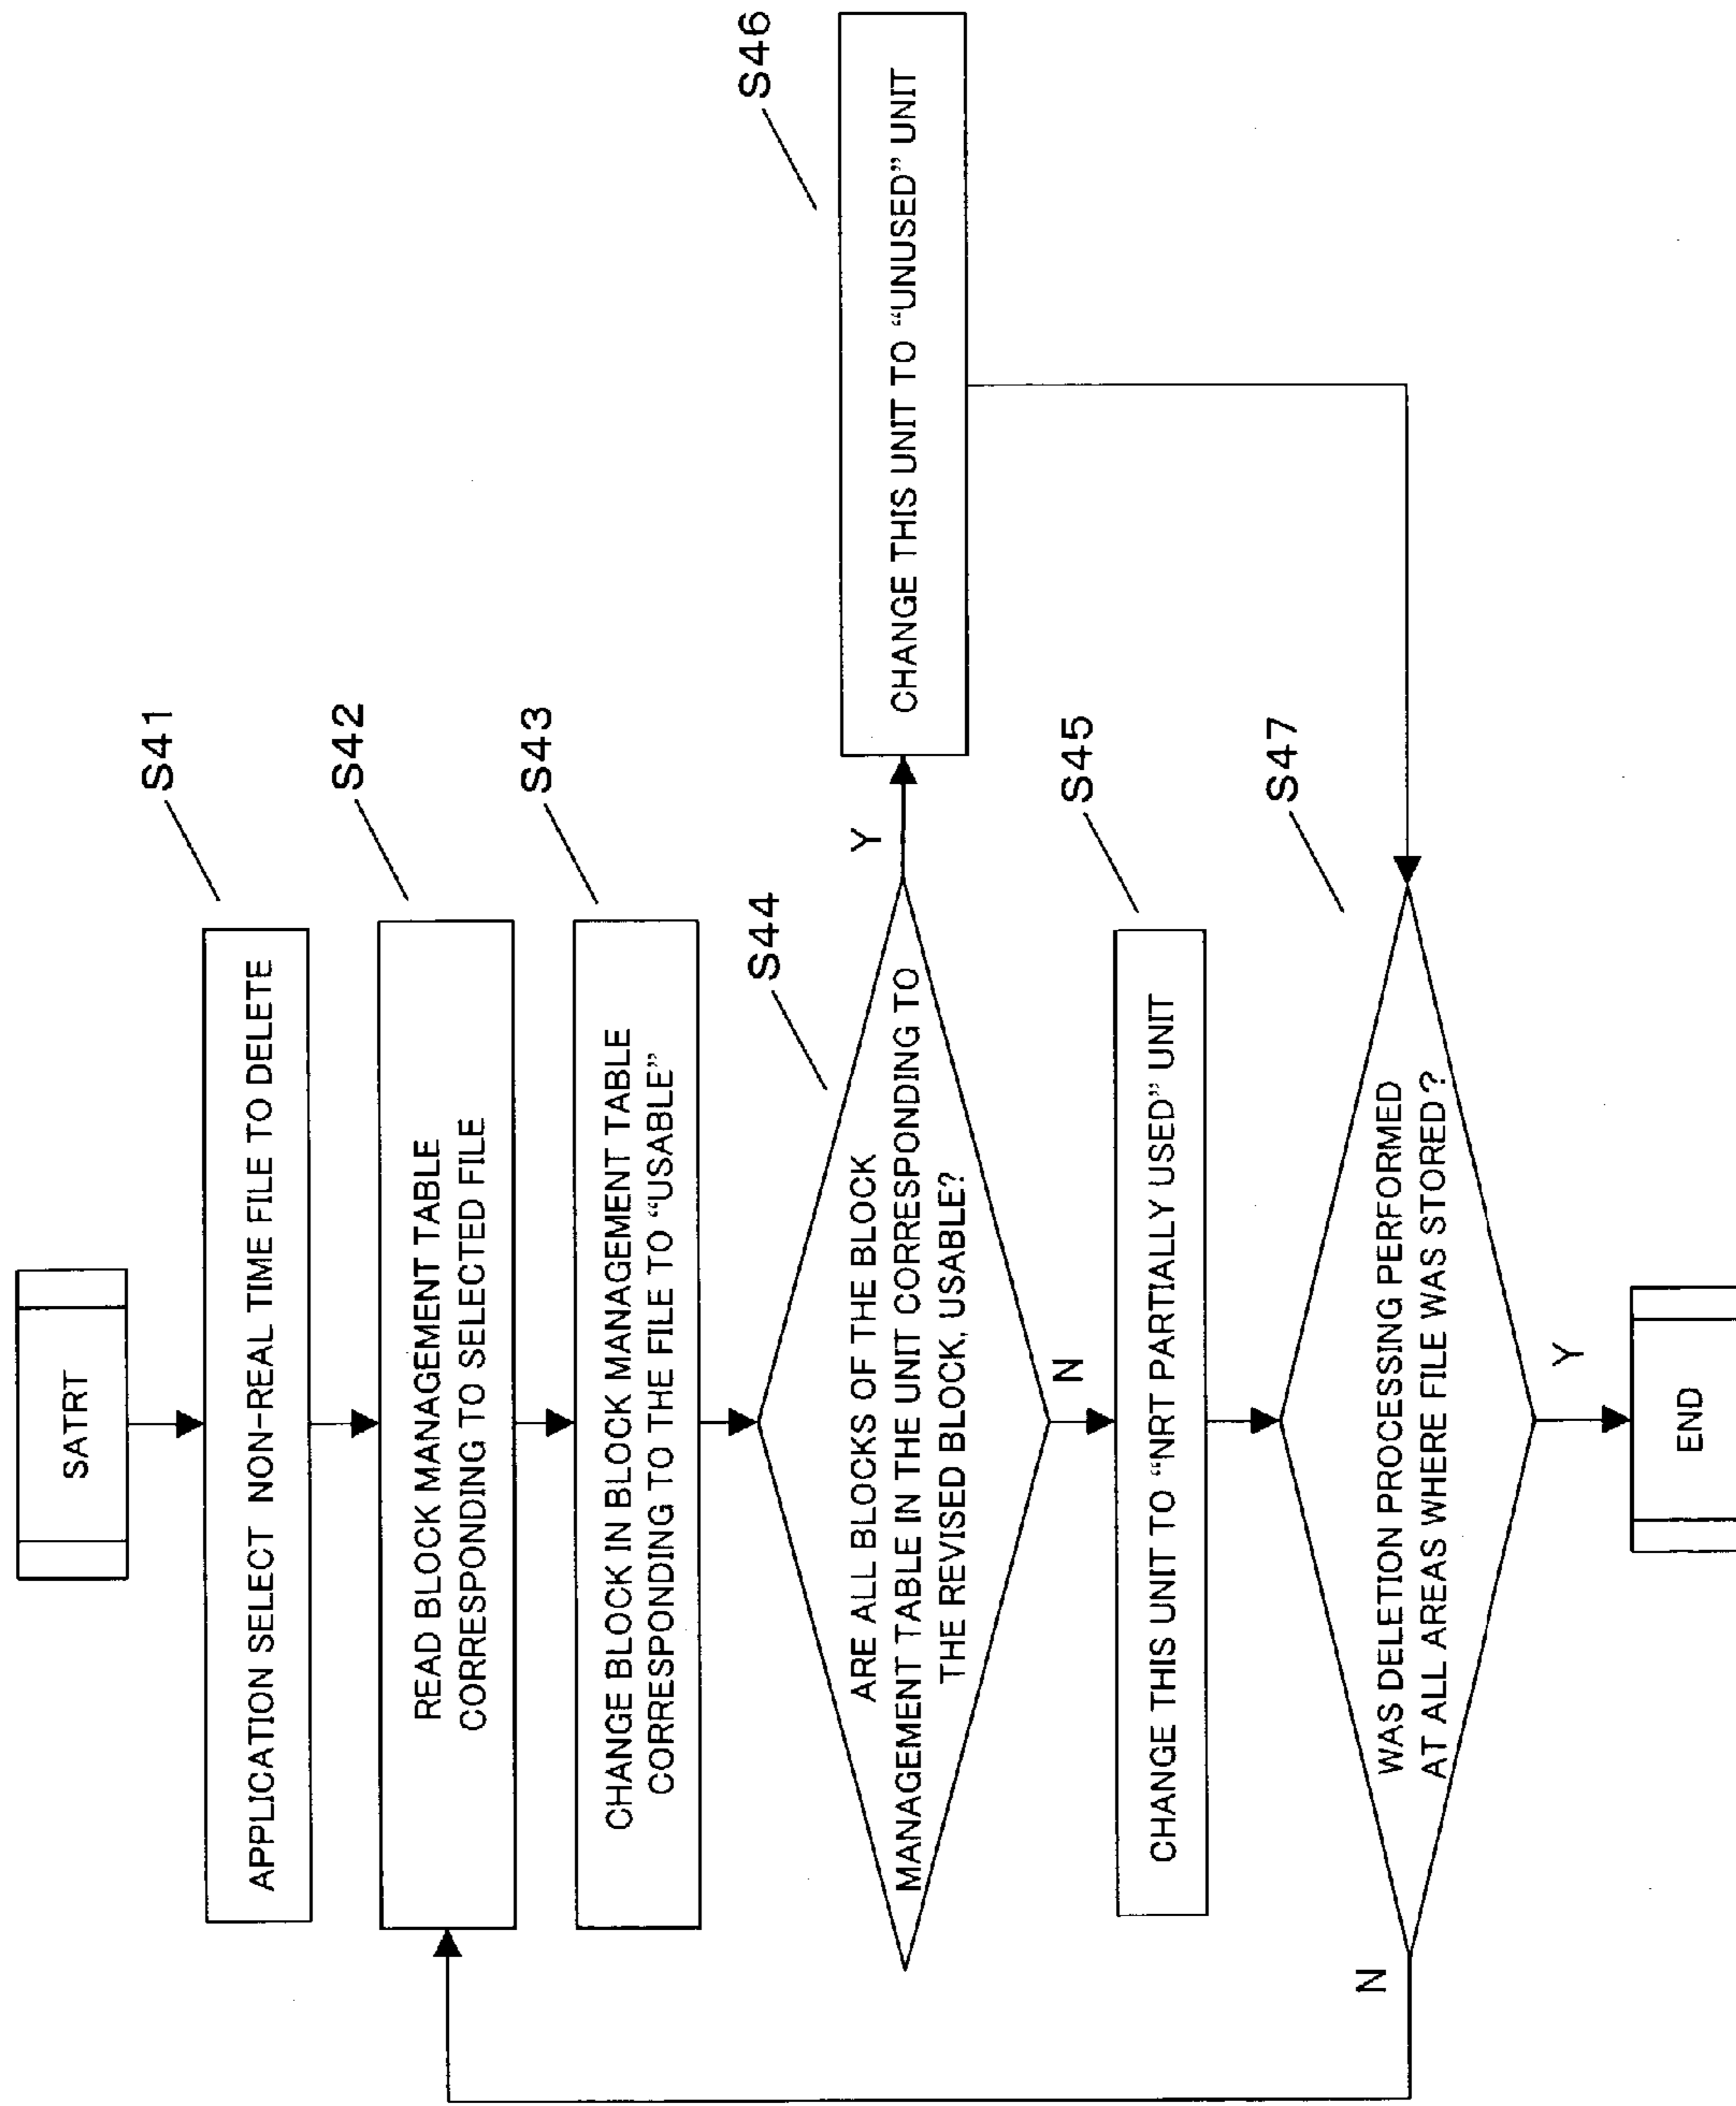 SATRT
S41
APPLICATION SELECT NON-REAL TIME FILE TO DELETE
S42
READ BLOCK MANAGEMENT TABLE
CORRESPONDING TO SELECTED FILE
S43
CHANGE BLOCK IN BLOCK MANAGEMENT TABLE
CORRESPONDING TO THE FILE TO “USABLE”
S44
ARE ALL BLOCKS OF THE BLOCK
MANAGEMENT TABLE IN THE UNIT CORRESPONDING TO
THE REVISED BLOCK, USABLE?
Y
S46
CHANGE THIS UNIT TO “UNUSED” UNIT
N
S45
CHANGE THIS UNIT TO “NRT PARTIALLY USED” UNIT
S47
WAS DELETION PROCESSING PERFORMED
AT ALL AREAS WHERE FILE WAS STORED?
N
Y
END